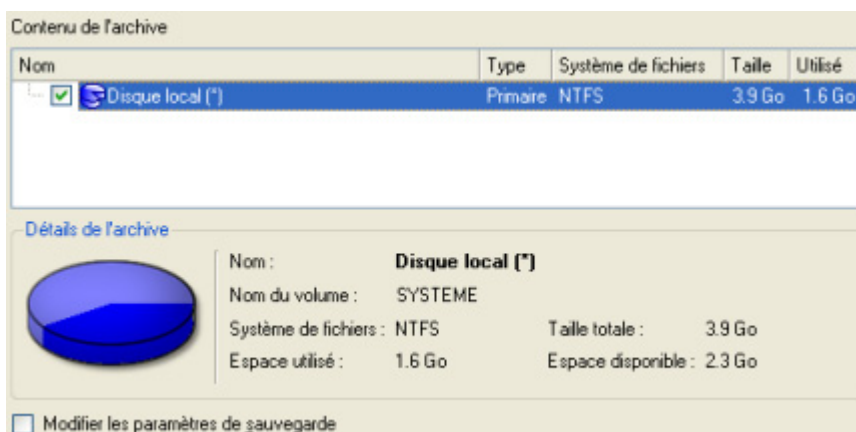 Contenu de l'archive
Nom Type Système de fichiers Taille Utilisé
Disque local (*) Primaire NTFS 3.9 Go 1.6 Go
Détails de l'archive
Nom : Disque local (*)
Nom du volume : SYSTEME
Système de fichiers : NTFS Taille totale : 3.9 Go
Espace utilisé : 1.6 Go Espace disponible : 2.3 Go
Modifier les paramètres de sauvegarde